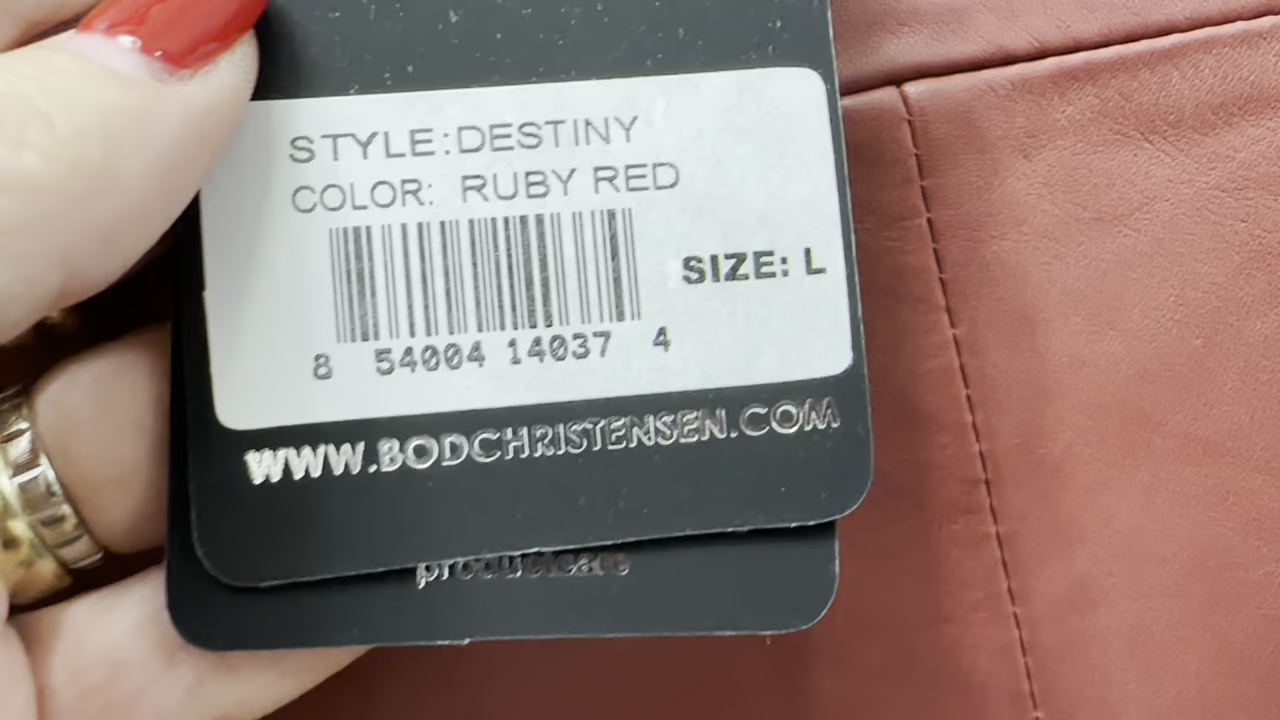 STYLE:DESTINY
COLOR: RUBY RED
SIZE: L
8 54004 14037 4
WWW.BODCHRISTENSEN.COM